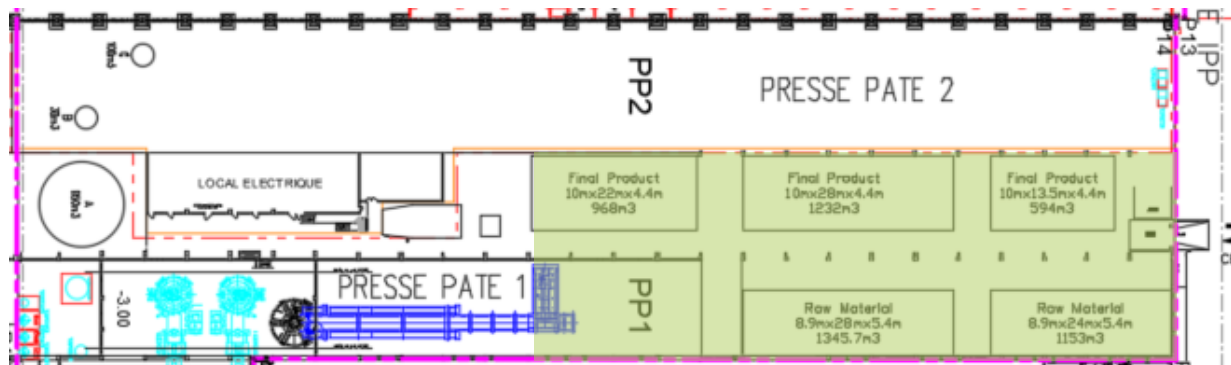 100m3
PP2
PRESSE PATE 2
P14
P13
PP
B
A
LOCAL ELECTRIQUE
Final Product
10mx22mx4.4m
968m3
Final Product
10mx28mx4.4m
1232m3
Final Product
10mx13.5mx4.4m
594m3
-3.00
PRESSE PATE 1
PP1
Raw Material
8.9mx28mx5.4m
1345.7m3
Raw Material
8.9mx24mx5.4m
1153m3